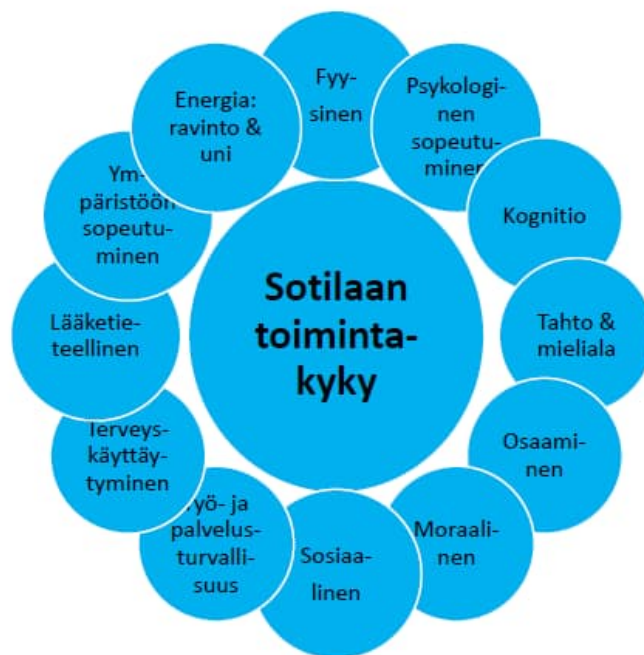 Fyy-
sinen
Psykologi-
nen
sopeutu-
minen
Kognitio
Tahto &
mieliala
Osaami-
nen
Moraali-
nen
Sosiaa-
linen
Työ- ja
palvelus-
turvalli-
suus
Terveys-
käyttäy-
tyminen
Lääketie-
teellinen
Ym-
päristöön
sopeutu-
minen
Energia:
ravinto &
uni
Sotilaan
toiminta-
kyky